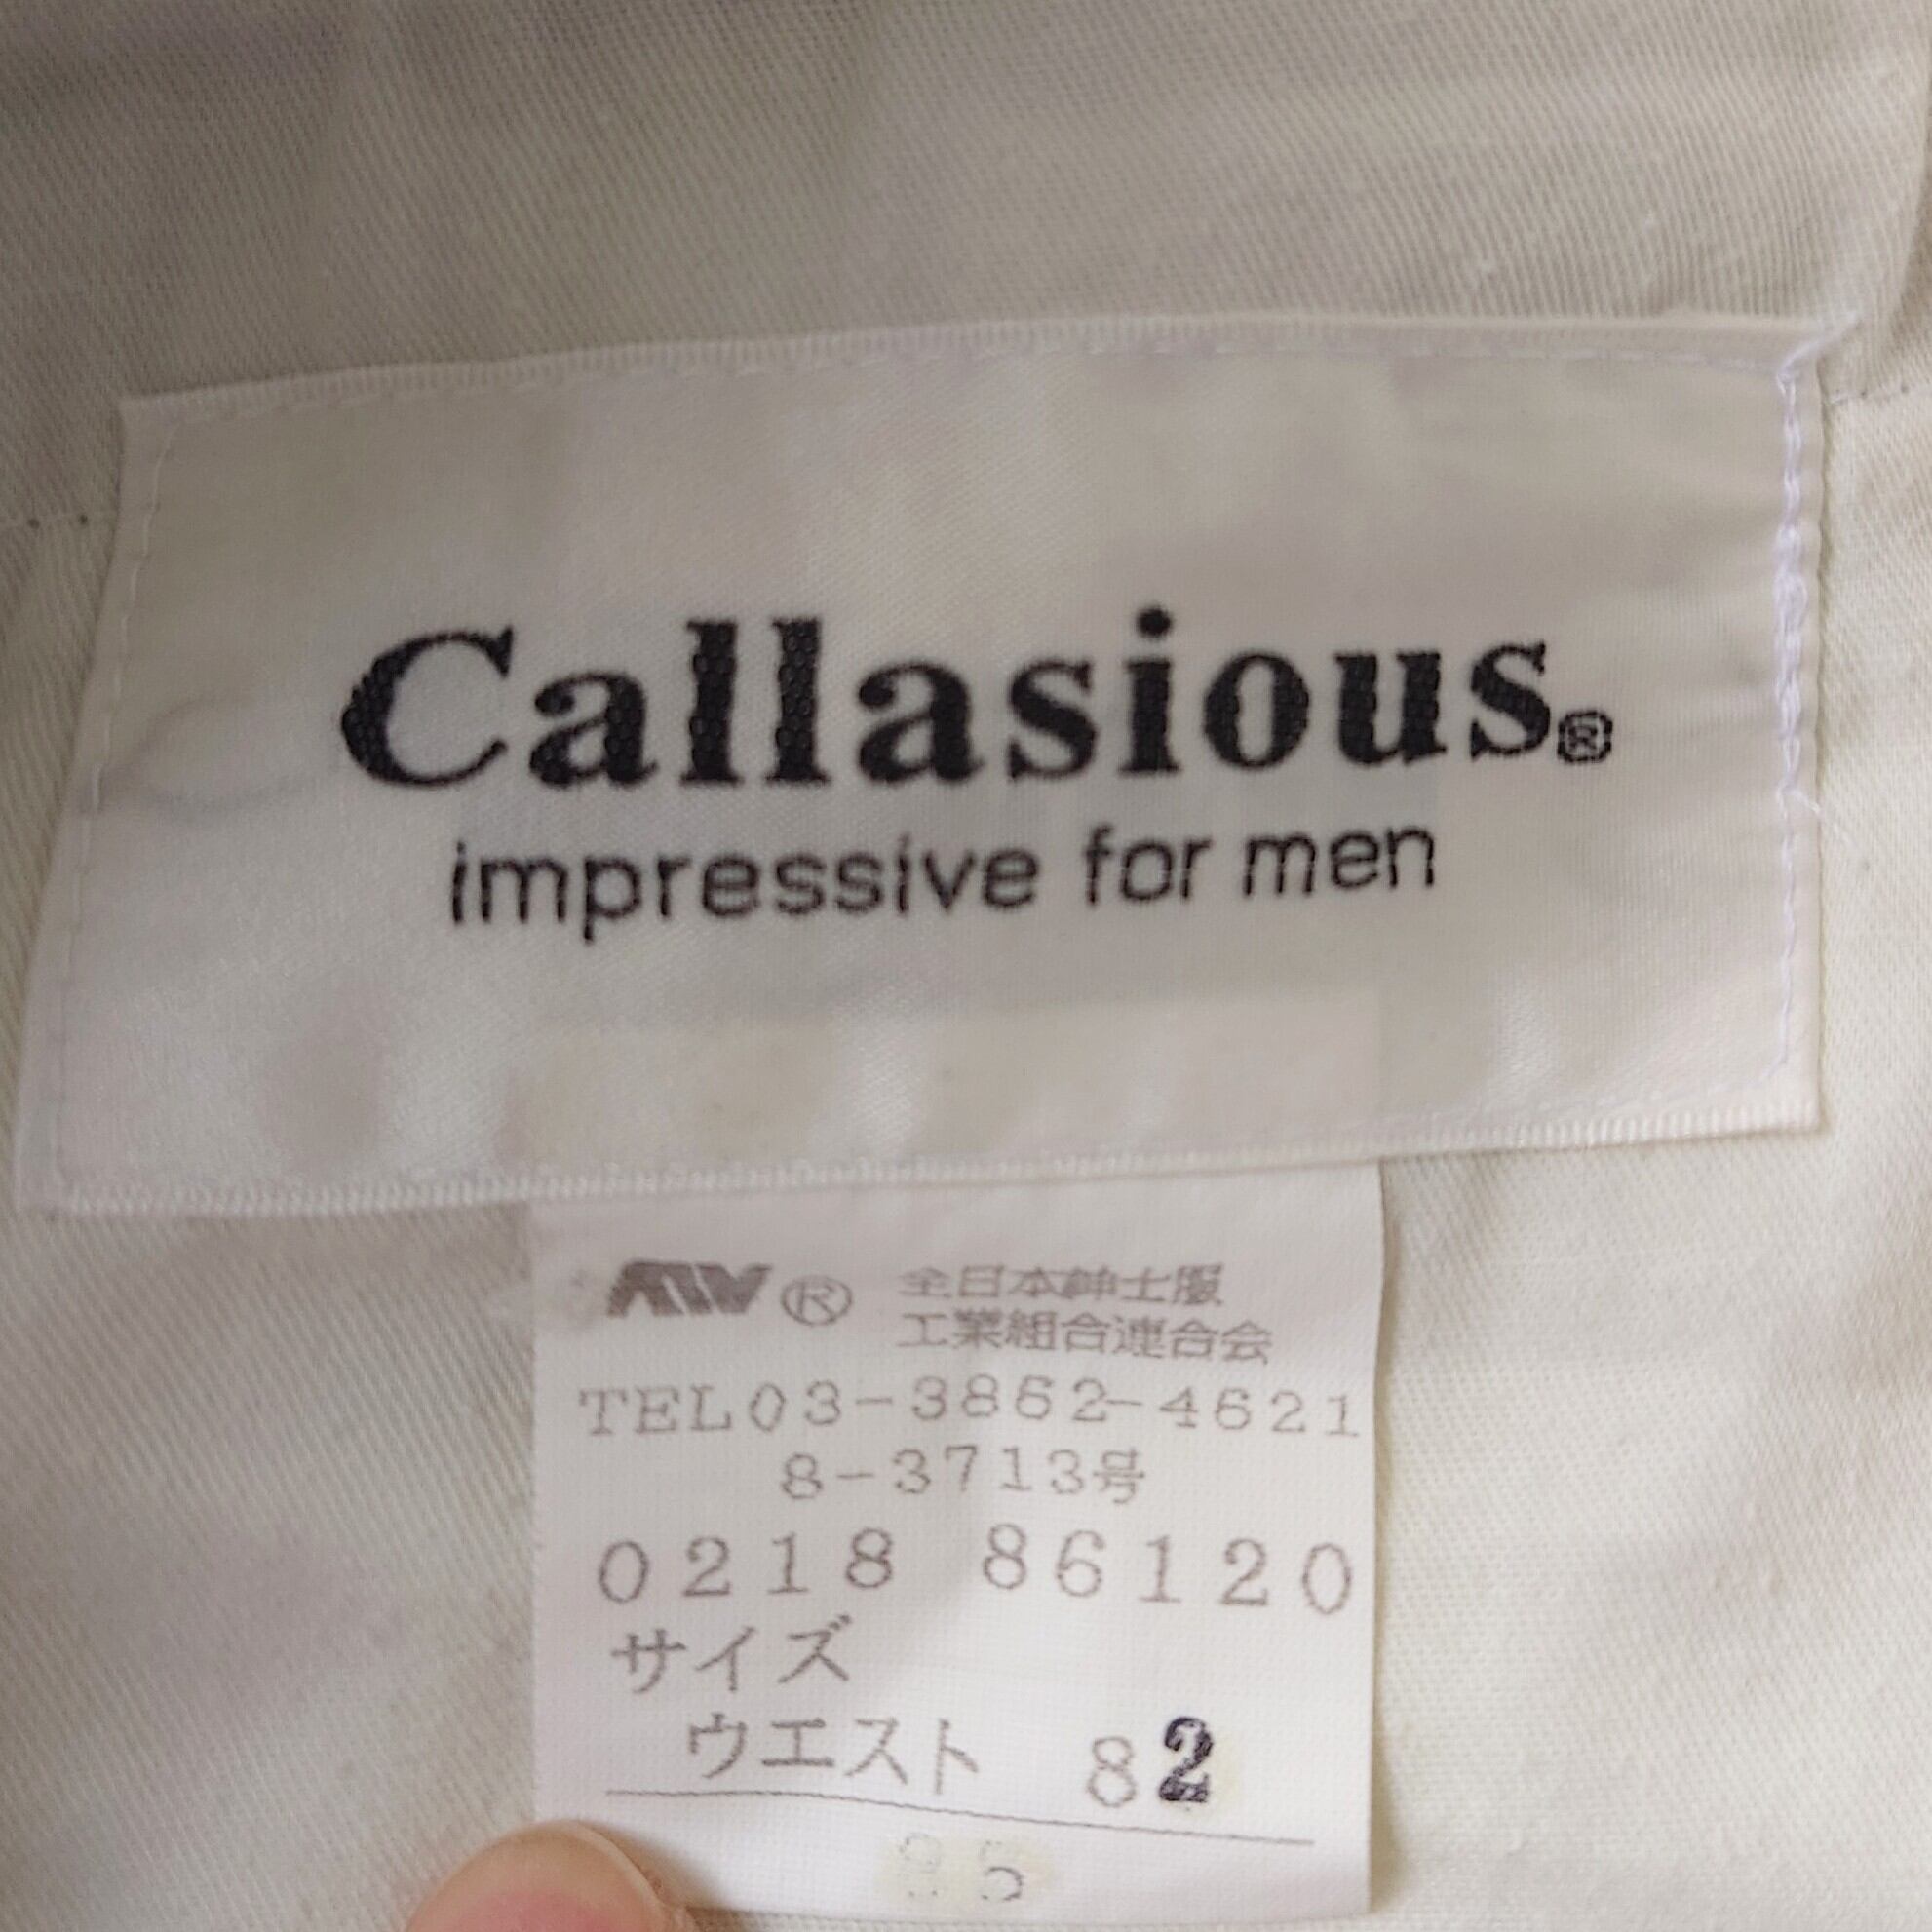 Callasious®
impressive for men
AW® 全日本紳士服
工業組合連合会
TEL03-3862-4621
8-3713号
0218 86120
サイズ
ウエスト 82